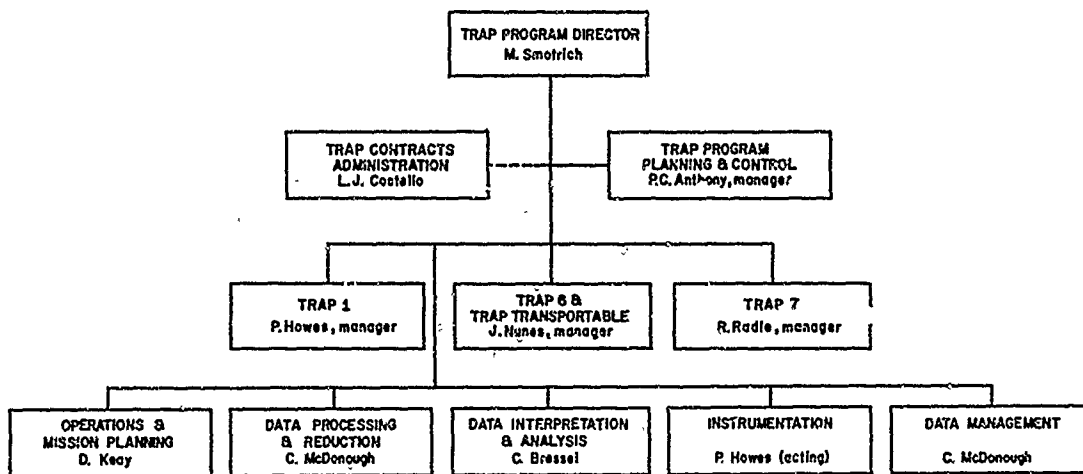 TRAP PROGRAM DIRECTOR
M. Smotrich
TRAP CONTRACTS
ADMINISTRATION
L.J. Costello
TRAP PROGRAM
PLANNING & CONTROL
P.C. Anthony, manager
TRAP 1
P. Howes, manager
TRAP 6 &
TRAP TRANSPORTABLE
J. Nunes, manager
TRAP 7
R. Radie, manager
OPERATIONS &
MISSION PLANNING
D. Keay
DATA PROCESSING
& REDUCTION
C. McDonough
DATA INTERPRETATION
& ANALYSIS
C. Bressel
INSTRUMENTATION
P. Howes (acting)
DATA MANAGEMENT
C. McDonough